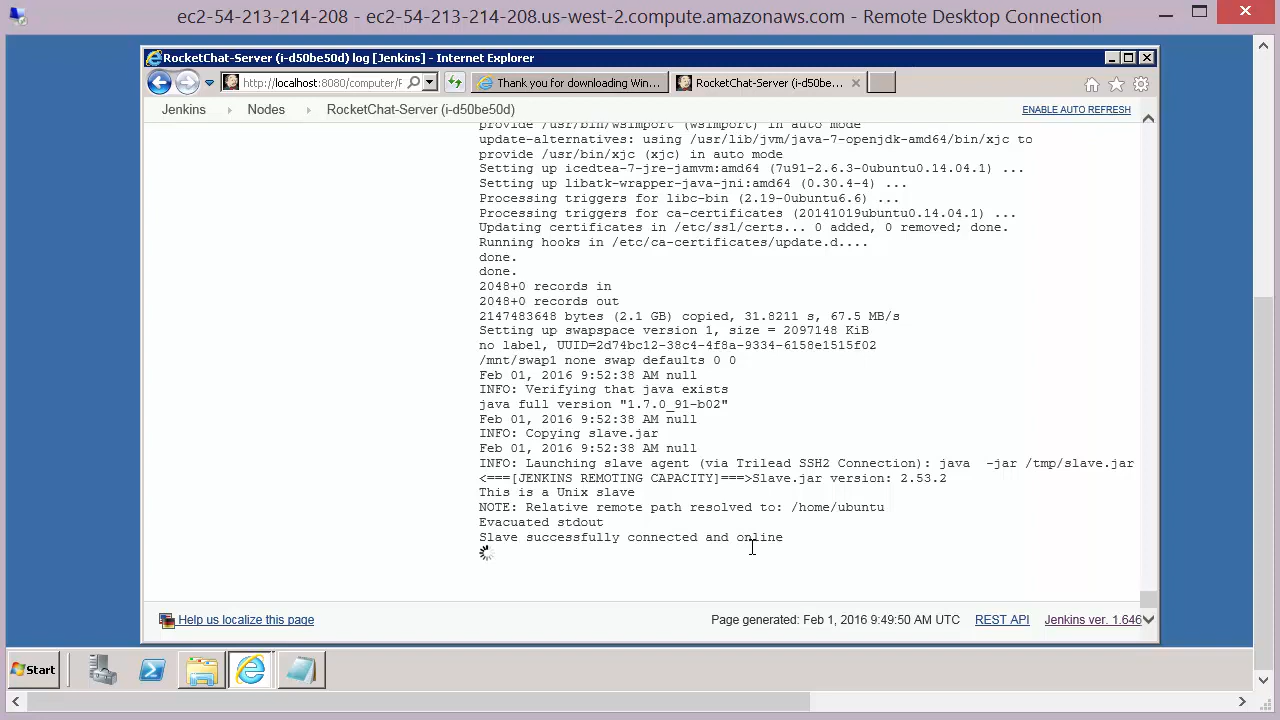 ec2-54-213-214-208 - ec2-54-213-214-208.us-west-2.compute.amazonaws.com - Remote Desktop Connection
RocketChat-Server (i-d50be50d) log [Jenkins] - Internet Explorer
http://localhost:8080/computer/F
Thank you for downloading Win...
RocketChat-Server (i-d50be...
Jenkins
Nodes
RocketChat-Server (i-d50be50d)
ENABLE AUTO REFRESH
provide /usr/bin/wsimport (wsimport) in auto mode
update-alternatives: using /usr/lib/jvm/java-7-openjdk-amd64/bin/xjc to
provide /usr/bin/xjc (xjc) in auto mode
Setting up icedtea-7-jre-jamvm:amd64 (7u91-2.6.3-0ubuntu0.14.04.1) ...
Setting up libatk-wrapper-java-jni:amd64 (0.30.4-4) ...
Processing triggers for libc-bin (2.19-0ubuntu6.6) ...
Processing triggers for ca-certificates (20141019ubuntu0.14.04.1) ...
Updating certificates in /etc/ssl/certs... 0 added, 0 removed; done.
Running hooks in /etc/ca-certificates/update.d....
done.
done.
2048+0 records in
2048+0 records out
2147483648 bytes (2.1 GB) copied, 31.8211 s, 67.5 MB/s
Setting up swapspace version 1, size = 2097148 KiB
no label, UUID=2d74bc12-38c4-4f8a-9334-6158e1515f02
/mnt/swap1 none swap defaults 0 0
Feb 01, 2016 9:52:38 AM null
INFO: Verifying that java exists
java full version "1.7.0_91-b02"
Feb 01, 2016 9:52:38 AM null
INFO: Copying slave.jar
Feb 01, 2016 9:52:38 AM null
INFO: Launching slave agent (via Trilead SSH2 Connection): java  -jar /tmp/slave.jar
<===[JENKINS REMOTING CAPACITY]===>Slave.jar version: 2.53.2
This is a Unix slave
NOTE: Relative remote path resolved to: /home/ubuntu
Evacuated stdout
Slave successfully connected and online
Help us localize this page
Page generated: Feb 1, 2016 9:49:50 AM UTC
REST API
Jenkins ver. 1.646
Start